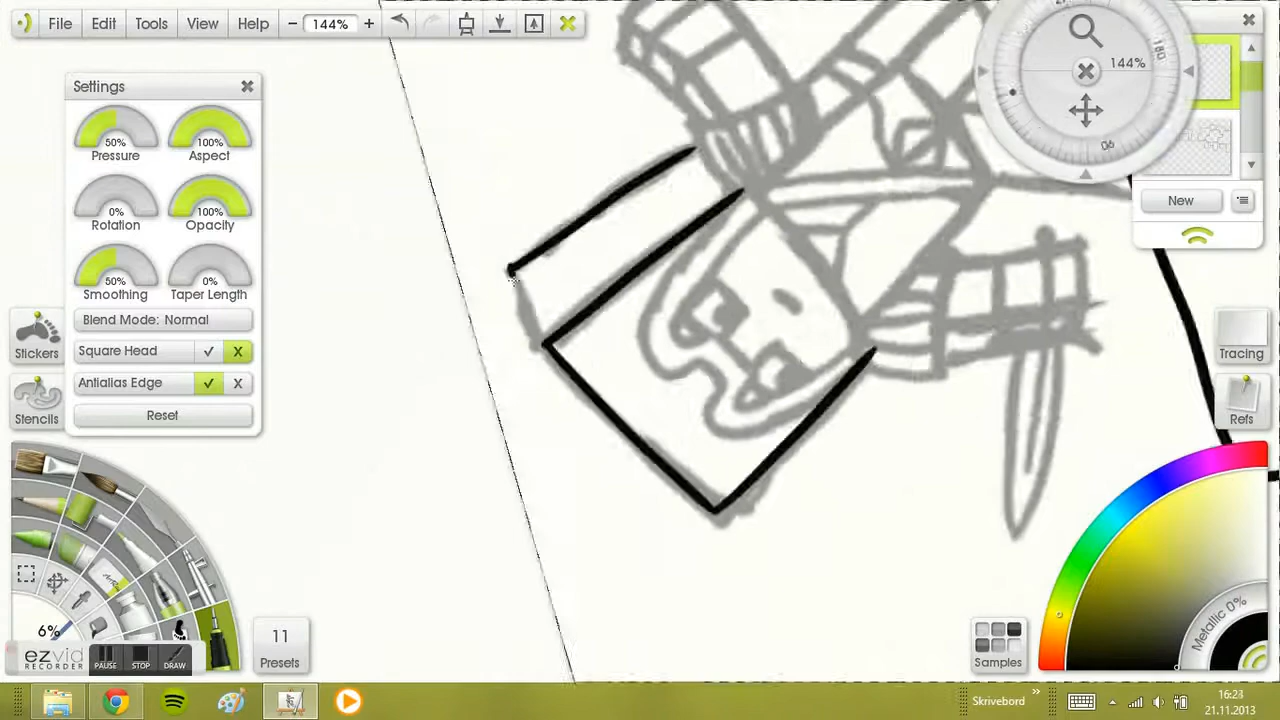 File Edit Tools View Help − 144% +
144%
180
90
Settings
50% 100%
Pressure Aspect
0% 100%
Rotation Opacity
50% 0%
Smoothing Taper Length
Blend Mode: Normal
Square Head
Antialias Edge
Reset
New
Stickers
Stencils
Tracing
Refs
6%
ezvid
RECORDER
PAUSE STOP DRAW
11
Presets
Samples
Metallic 0%
Skrivebord
16:23
21.11.2013